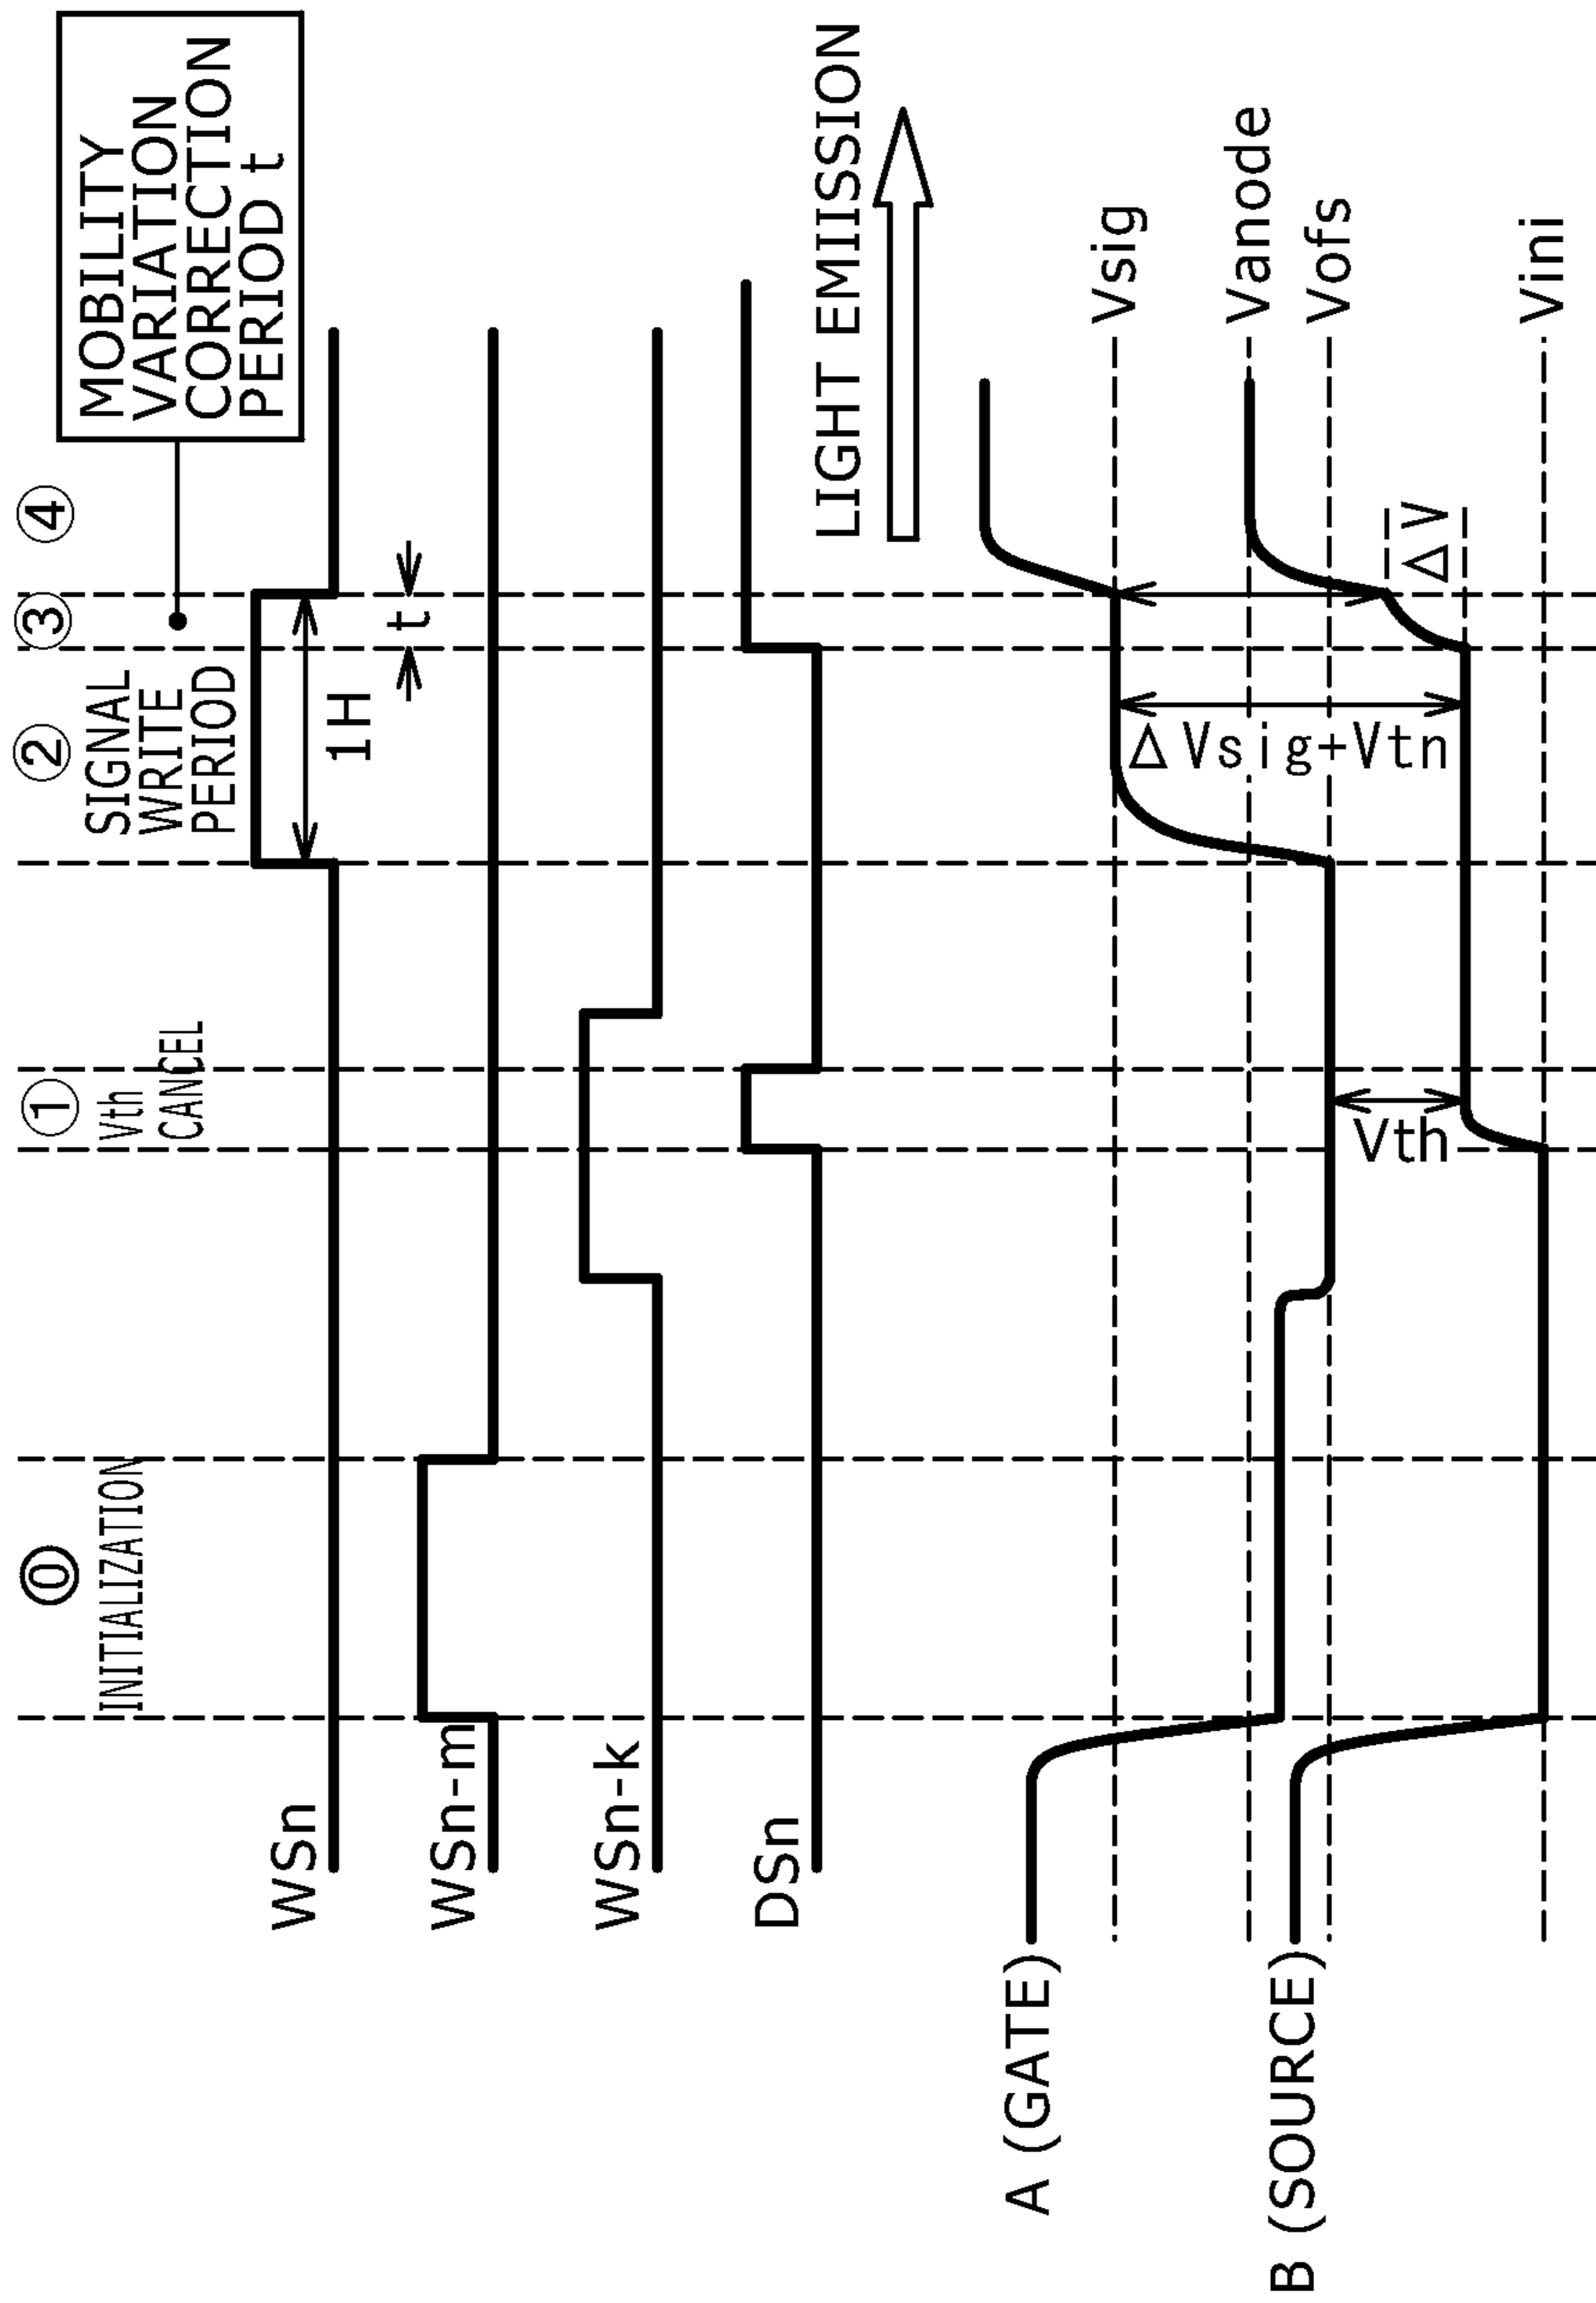 ⓪
INITIALIZATION
①
Vth
CANCEL
②
SIGNAL
WRITE
PERIOD
③
④
MOBILITY
VARIATION
CORRECTION
PERIOD t
WSn
1H
t
WSn-m
WSn-k
DSn
LIGHT EMISSION
A (GATE)
Vsig
Δ Vsig+Vtn
Vanode
B (SOURCE)
Vofs
Vth
ΔV
Vini